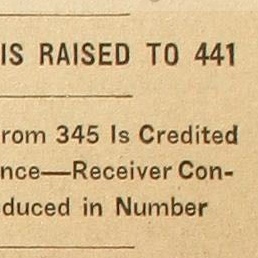 IS RAISED TO 441
rom 345 Is Credited
nce—Receiver Con-
duced in Number